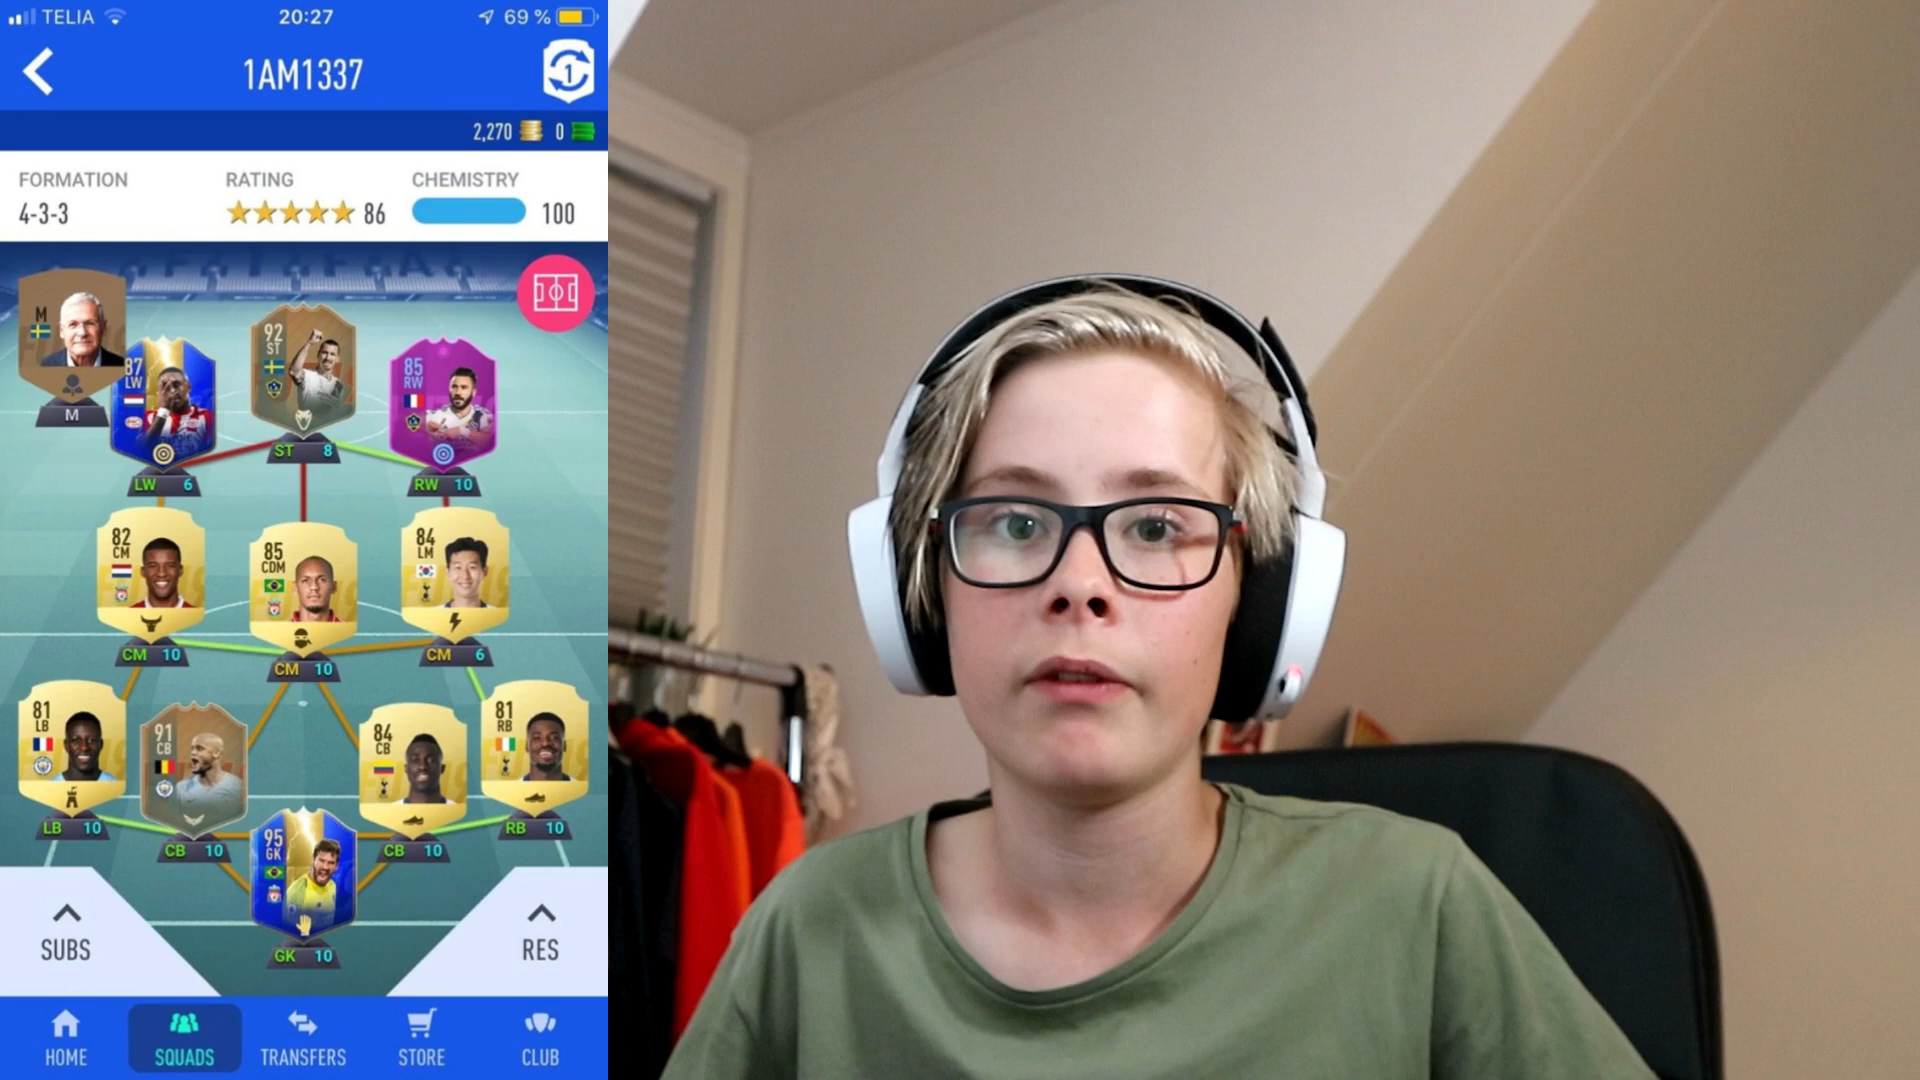 TELIA 20:27 69 %
1AM1337
1
2,270 0
FORMATION RATING CHEMISTRY
4-3-3 86 100
M
M
87
LW
92
ST
85
RW
ST 8
LW 6
RW 10
82
CM
85
CDM
84
LM
CM 10
CM 10
CM 6
81
LB
91
CB
84
CB
81
RB
LB 10
CB 10
CB 10
RB 10
95
GK
GK 10
SUBS RES
HOME SQUADS TRANSFERS STORE CLUB